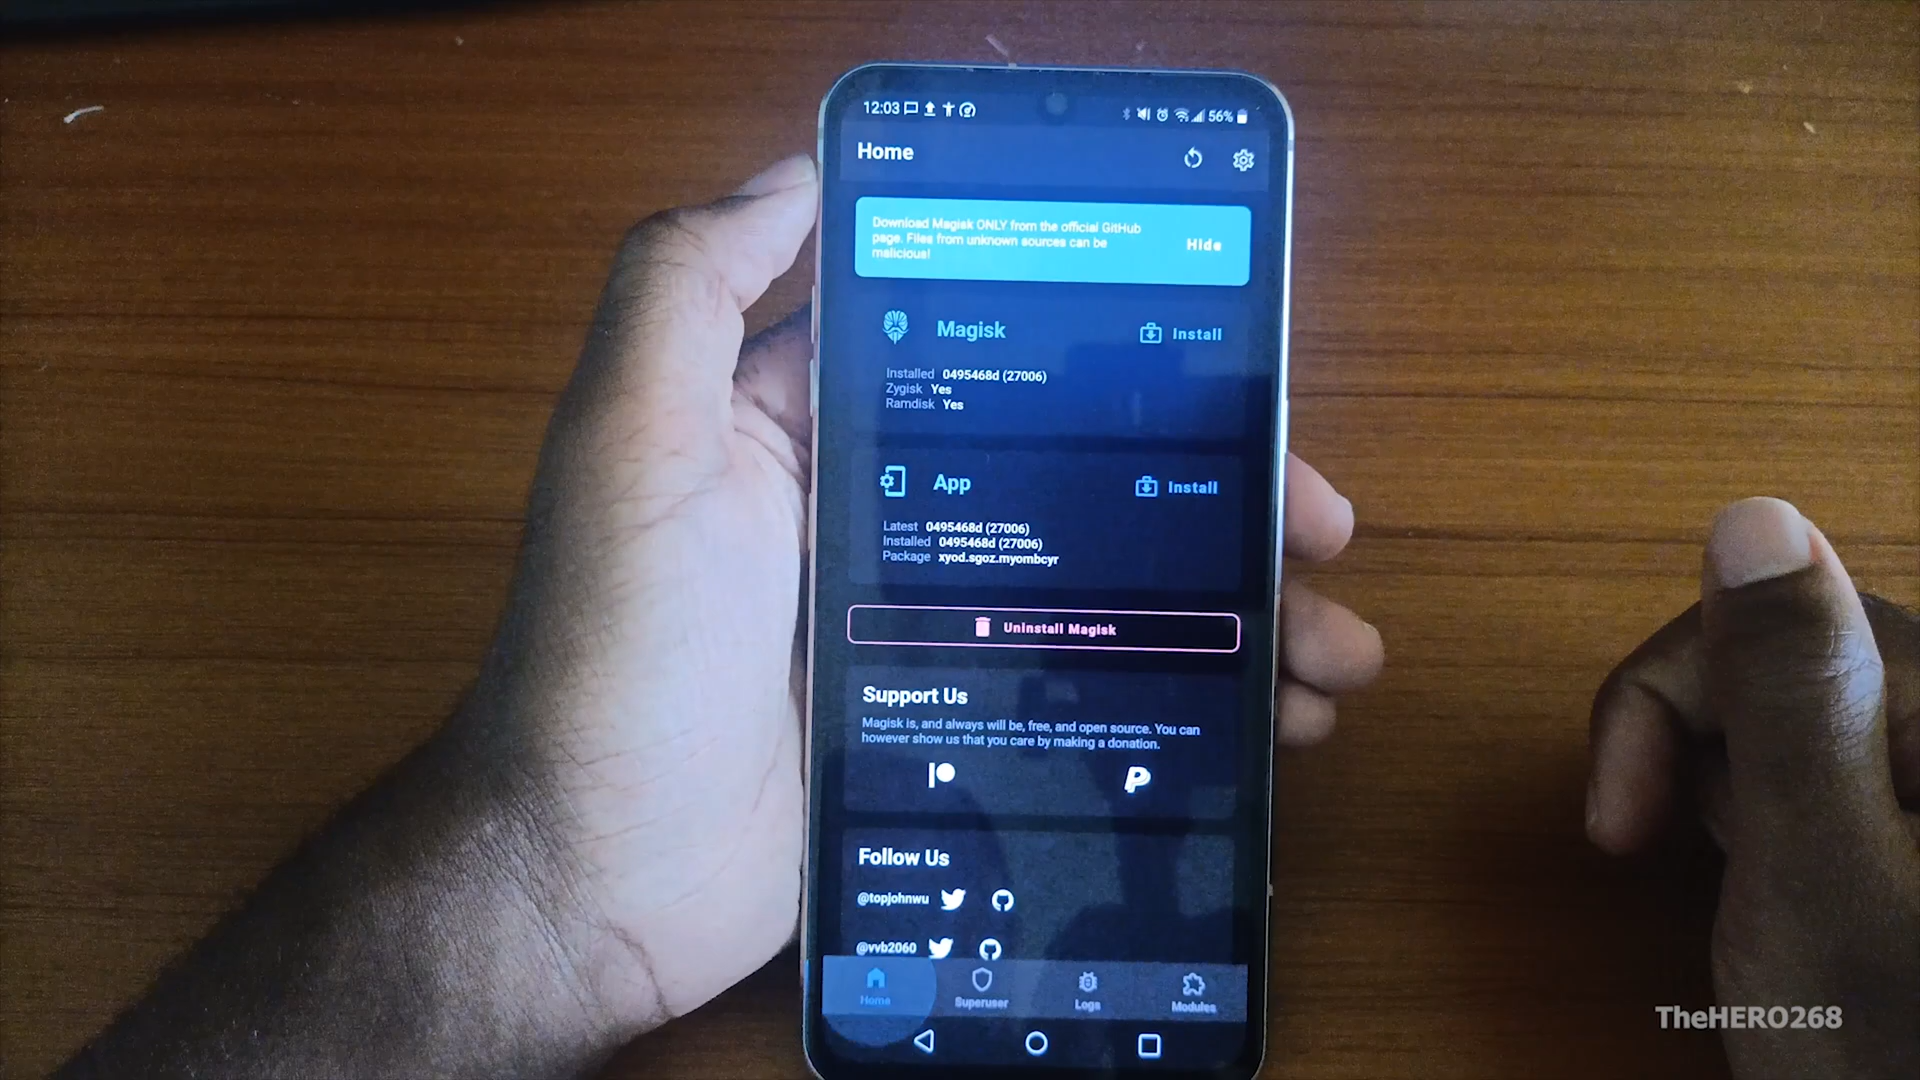 12:03
56%
Home
Download Magisk ONLY from the official GitHub
page. Files from unknown sources can be
malicious!
Hide
Magisk
Install
Installed 0495468d (27006)
Zygisk Yes
Ramdisk Yes
App
Install
Latest 0495468d (27006)
Installed 0495468d (27006)
Package xyod.sgoz.myombcyr
Uninstall Magisk
Support Us
Magisk is, and always will be, free, and open source. You can
however show us that you care by making a donation.
Follow Us
@topjohnwu
@vvb2060
Home
Superuser
Logs
Modules
TheHERO268